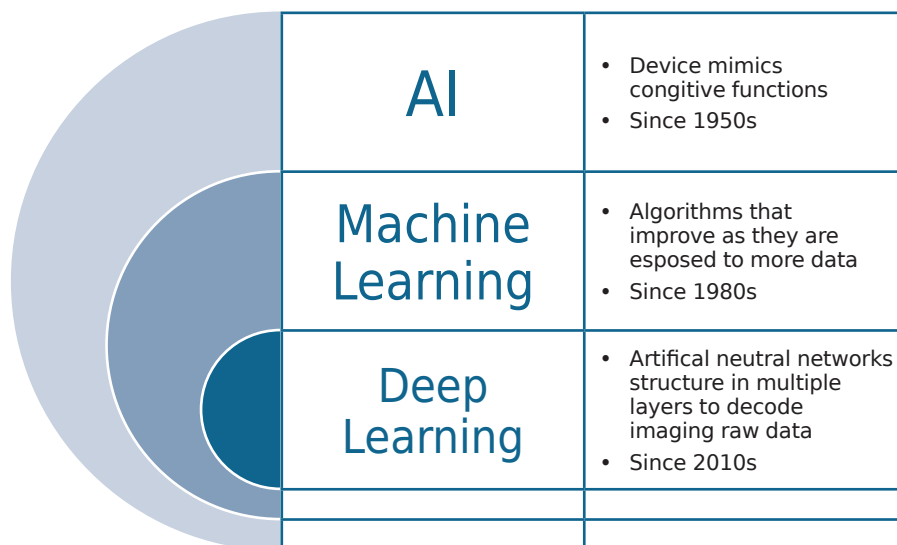 AI
• Device mimics
congitive functions
• Since 1950s
Machine
Learning
• Algorithms that
improve as they are
esposed to more data
• Since 1980s
Deep
Learning
• Artifical neutral networks
structure in multiple
layers to decode
imaging raw data
• Since 2010s